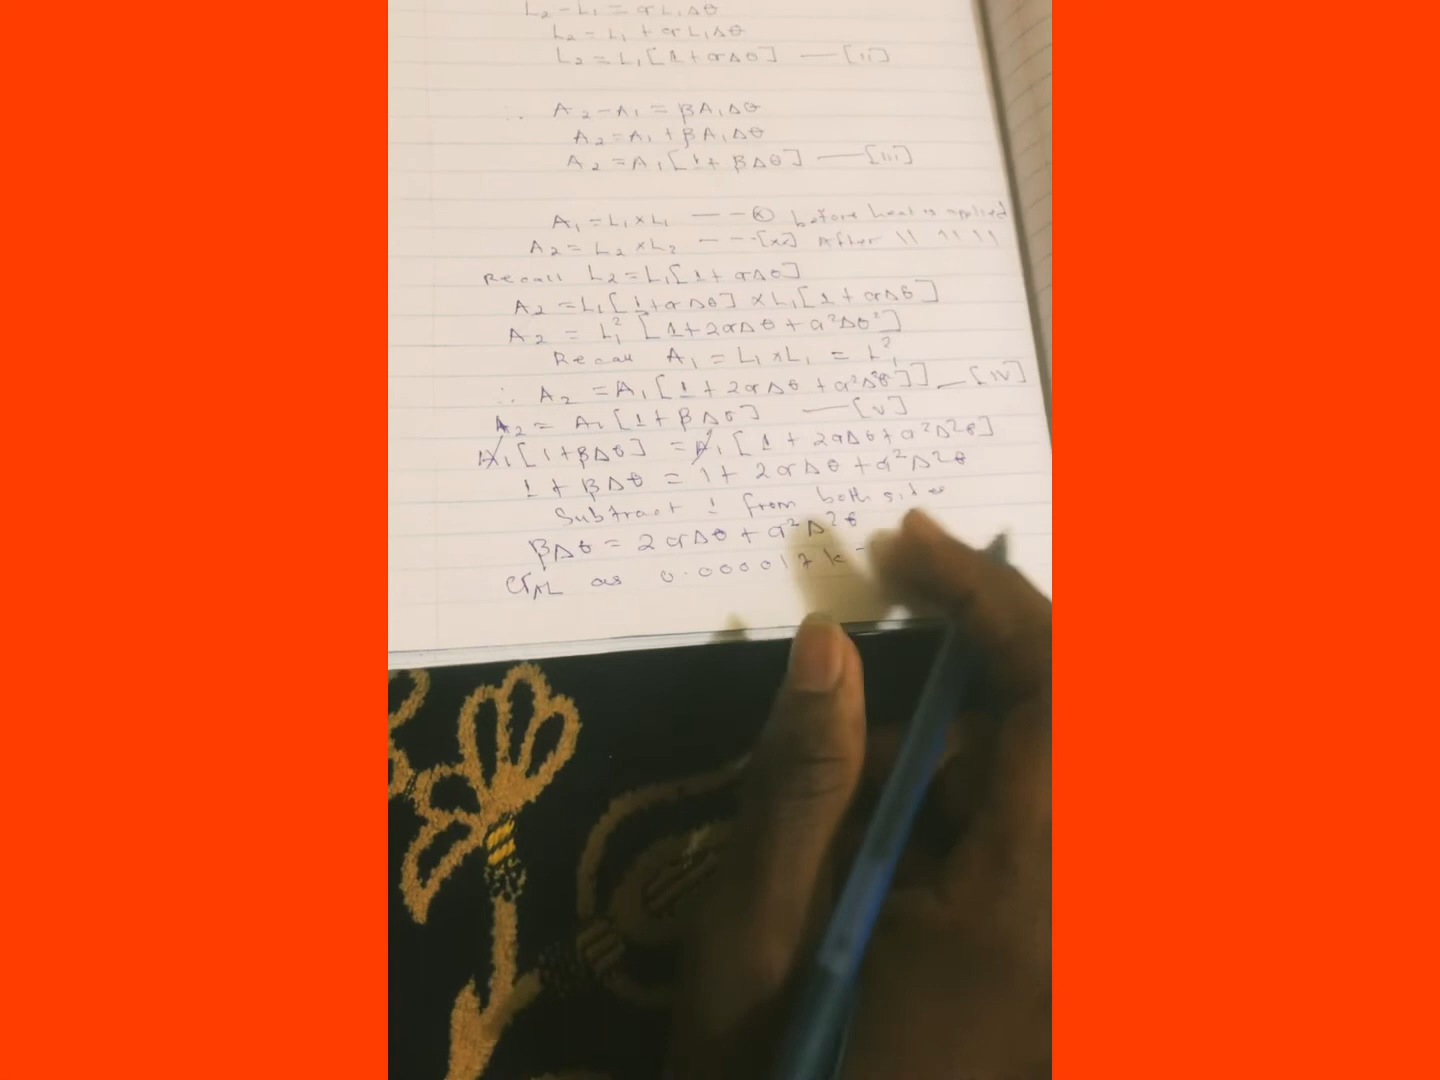 L₂ - L₁ = αL₁Δθ
L₂ = L₁ + αL₁Δθ
L₂ = L₁[1 + αΔθ] —[ii]
∴ A₂ - A₁ = βA₁Δθ
A₂ = A₁ + βA₁Δθ
A₂ = A₁[1 + βΔθ] —[iii]
A₁ = L₁ × L₁ --- (x) before heat is applied
A₂ = L₂ × L₂ --- [xx] After \\ \\ \\
Recall L₂ = L₁[1 + αΔθ]
A₂ = L₁[1 + αΔθ] × L₁[1 + αΔθ]
A₂ = L₁² [1 + 2αΔθ + α²Δθ²]
Recall A₁ = L₁ × L₁ = L₁²
∴ A₂ = A₁[1 + 2αΔθ + α²Δ²θ]] —[iv]
A₂ = A₁[1 + βΔθ] —[v]
A₁[1 + βΔθ] = A₁[1 + 2αΔθ + α²Δ²θ]
1 + βΔθ = 1 + 2αΔθ + α²Δ²θ
Subtract 1 from both sides
βΔθ = 2αΔθ + α²Δ²θ
as 0.000017k⁻